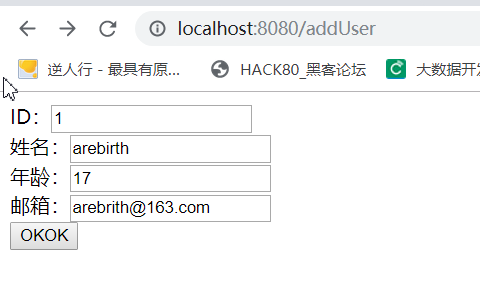 localhost:8080/addUser
逆人行 - 最具有原... HACK80_黑客论坛 大数据开发
ID： 1
姓名： arebirth
年龄： 17
邮箱： arebrith@163.com
OKOK